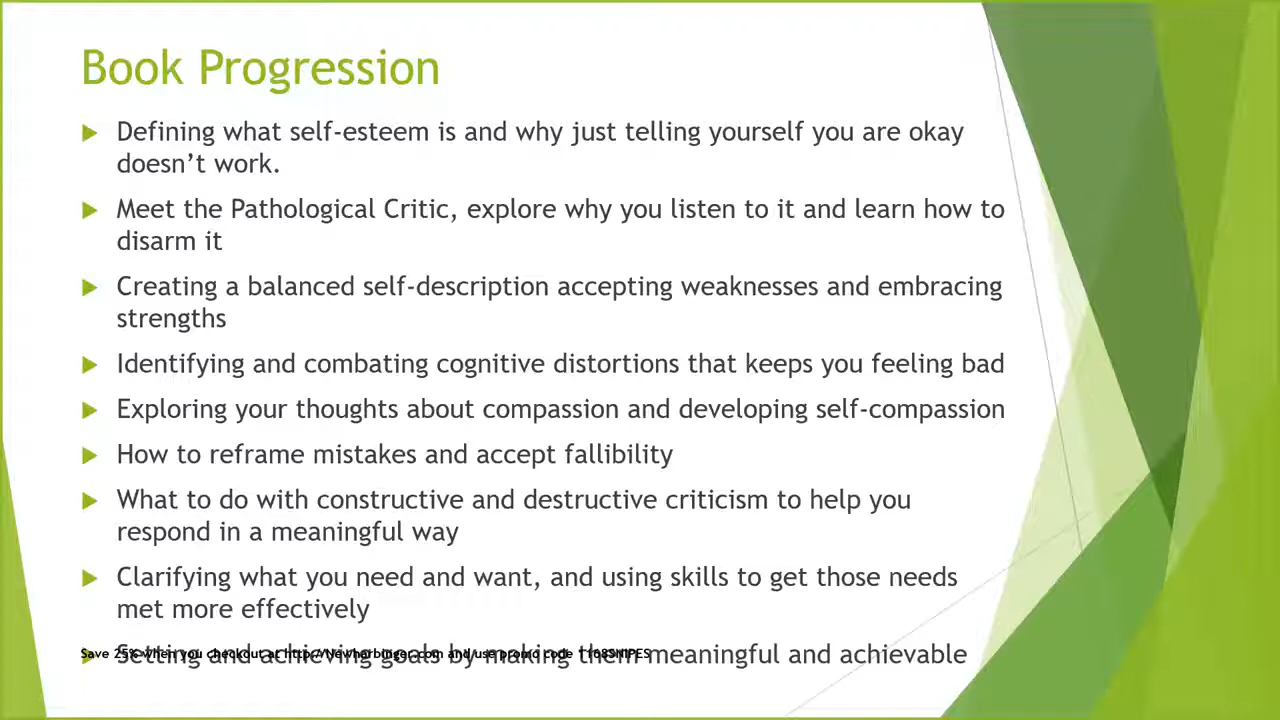 Book Progression
Defining what self-esteem is and why just telling yourself you are okay
doesn't work.
Meet the Pathological Critic, explore why you listen to it and learn how to
disarm it
Creating a balanced self-description accepting weaknesses and embracing
strengths
Identifying and combating cognitive distortions that keeps you feeling bad
Exploring your thoughts about compassion and developing self-compassion
How to reframe mistakes and accept fallibility
What to do with constructive and destructive criticism to help you
respond in a meaningful way
Clarifying what you need and want, and using skills to get those needs
met more effectively
Setting and achieving goals by making them meaningful and achievable
Save 25% when you checkout at http://Newharbinger.com and use promo code 1168SNIPES